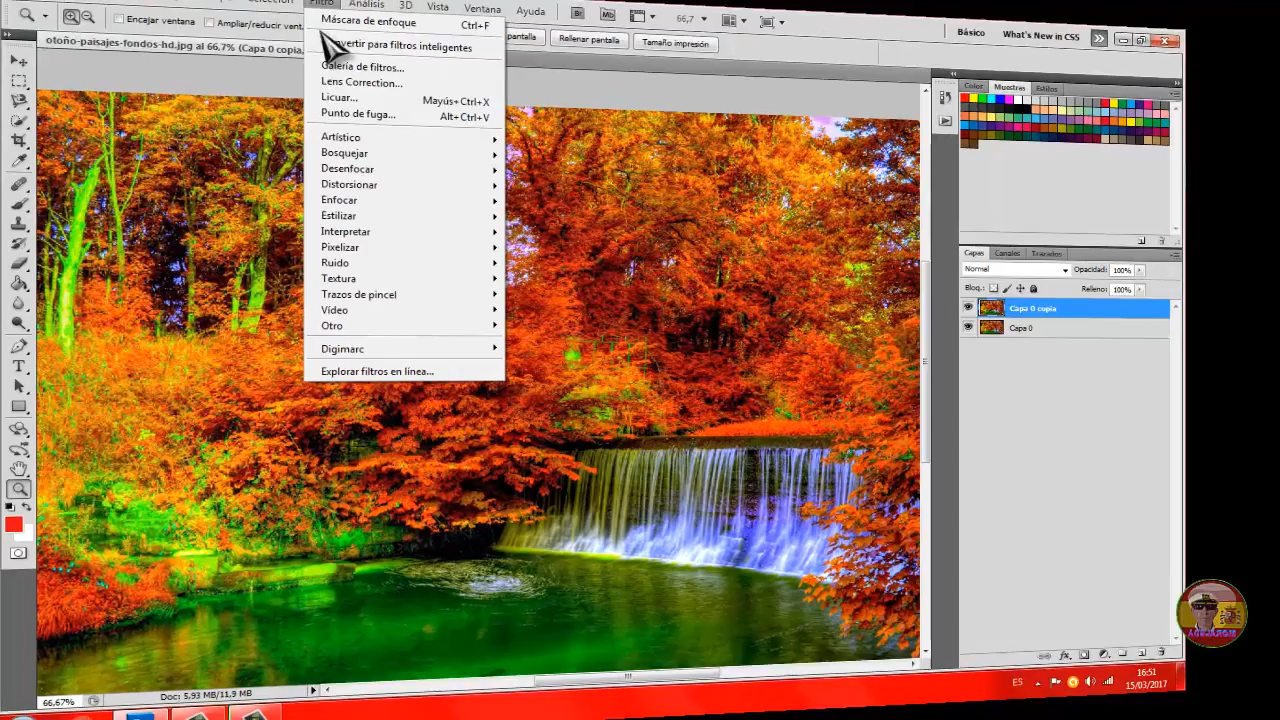 Selección Filtro Análisis 3D Vista Ventana Ayuda Br Mb 66,7 Básico What's New in CS5
Encajar ventana Ampliar/reducir vent. pantalla Rellenar pantalla Tamaño impresión
otoño-paisajes-fondos-hd.jpg al 66,7% (Capa 0 copia,
Máscara de enfoque Ctrl+F
vertir para filtros inteligentes
Galería de filtros...
Lens Correction...
Licuar... Mayús+Ctrl+X
Punto de fuga... Alt+Ctrl+V
Artístico
Bosquejar
Desenfocar
Distorsionar
Enfocar
Estilizar
Interpretar
Pixelizar
Ruido
Textura
Trazos de pincel
Vídeo
Otro
Digimarc
Explorar filtros en línea...
Color Muestras Estilos
Capas Canales Trazados
Normal Opacidad: 100%
Bloq.: Relleno: 100%
Capa 0 copia
Capa 0
66,67% Doc: 5,93 MB/11,9 MB
ES 16:51
15/03/2017